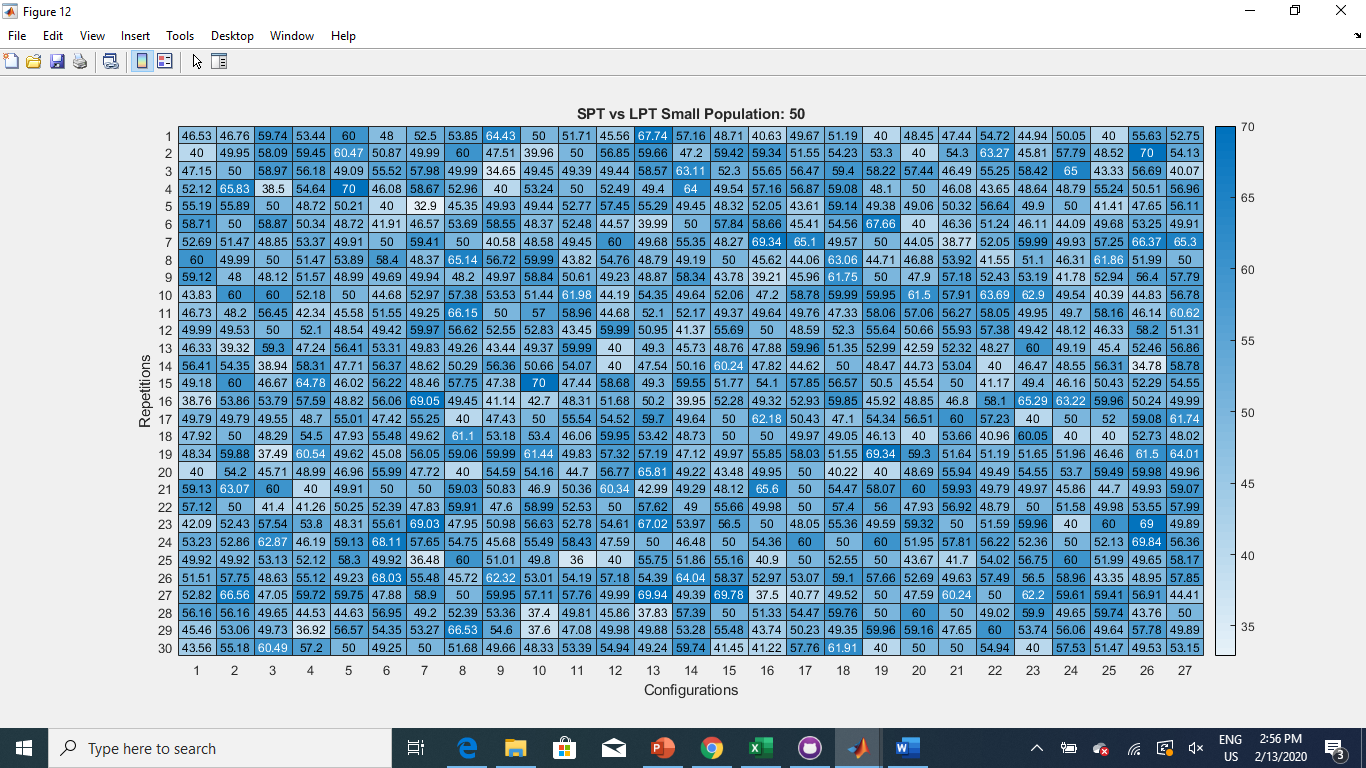 Figure 12
File Edit View Insert Tools Desktop Window Help
SPT vs LPT Small Population: 50
1 46.53 46.76 59.74 53.44 60 48 52.5 53.85 64.43 50 51.71 45.56 67.74 57.16 48.71 40.63 49.67 51.19 40 48.45 47.44 54.72 44.94 50.05 40 55.63 52.75
2 40 49.95 58.09 59.45 60.47 50.87 49.99 60 47.51 39.96 50 56.85 59.66 47.2 59.42 59.34 51.55 54.23 53.3 40 54.3 63.27 45.81 57.79 48.52 70 54.13
3 47.15 50 58.97 56.18 49.09 55.52 57.58 49.99 34.65 49.45 49.39 49.44 58.57 63.11 52.3 55.65 56.47 59.4 58.22 57.44 46.49 55.25 58.42 65 43.33 56.69 40.07
4 52.12 65.83 38.5 54.64 70 46.08 58.67 52.96 40 53.24 50 52.49 49.4 64 49.54 57.16 56.87 59.08 48.1 50 46.08 43.65 48.64 48.79 55.24 50.51 56.96
5 55.19 55.89 50 48.72 50.21 40 32.9 45.35 49.93 49.44 52.77 57.45 55.29 49.45 48.32 52.05 43.61 59.14 49.38 49.06 50.32 56.64 49.9 50 41.41 47.65 56.11
6 58.71 50 58.87 50.34 48.72 41.91 46.57 53.69 58.55 48.37 52.48 44.57 39.99 50 57.84 58.66 45.41 54.56 67.66 40 46.36 51.24 46.11 44.09 49.68 53.25 49.91
7 52.69 51.47 48.85 53.37 49.91 50 59.41 50 40.58 48.58 49.45 60 49.68 55.35 48.27 69.34 65.1 49.57 50 44.05 38.77 52.05 59.99 49.93 57.25 66.37 65.3
8 60 59.99 50 51.47 53.89 58.4 48.37 65.14 56.72 59.99 43.82 54.76 48.79 49.19 50 45.62 44.06 63.06 44.71 46.88 53.92 41.55 51.1 46.31 61.86 51.99 50
9 59.12 48 48.12 51.57 48.99 49.69 49.94 48.2 49.97 58.84 50.61 49.23 48.87 58.34 43.78 39.21 45.96 61.75 50 47.9 57.18 52.43 53.19 41.78 52.94 56.4 57.79
10 43.83 60 60 52.18 50 44.68 52.97 57.38 53.53 51.44 61.98 44.19 54.35 49.64 52.06 47.2 58.78 59.99 59.95 61.5 57.91 63.69 62.9 49.54 40.39 44.83 56.78
11 46.73 48.2 56.45 42.34 45.58 51.55 49.25 66.15 50 57 58.96 44.68 52.1 52.17 49.37 49.64 49.76 47.33 58.06 57.06 56.27 58.05 49.95 49.7 58.16 46.14 60.62
12 49.99 49.53 50 52.1 48.54 49.42 59.97 56.62 52.55 52.83 43.45 59.99 50.95 41.37 55.69 50 48.59 52.3 55.64 50.66 55.93 57.38 49.42 48.12 46.33 58.2 51.31
13 46.33 39.32 59.3 47.24 56.41 53.31 49.83 49.26 43.44 49.37 59.99 40 49.3 45.73 48.76 47.88 59.96 51.35 52.99 42.59 52.32 48.27 60 49.19 45.4 52.46 56.86
14 56.41 54.35 38.94 58.31 47.71 56.37 48.62 50.29 56.36 50.66 54.07 40 47.54 50.16 60.24 47.82 44.62 50 48.47 44.73 53.04 40 46.47 48.55 56.31 34.78 58.78
15 49.18 60 46.67 64.78 46.02 56.22 48.46 57.75 47.38 70 47.44 58.68 49.3 59.55 51.77 54.1 57.85 56.57 50.5 45.54 50 41.17 49.4 46.16 50.43 52.29 54.55
16 38.76 53.86 53.79 57.59 48.82 56.06 69.05 49.45 41.14 42.7 48.31 51.68 50.2 39.95 52.28 49.32 52.93 59.85 45.92 48.85 46.8 58.1 65.29 63.22 59.96 50.24 49.99
17 49.79 49.79 49.55 48.7 55.01 47.42 55.25 40 47.43 50 55.54 54.52 59.7 49.64 50 62.18 50.43 47.1 54.34 56.51 60 57.23 40 50 52 59.08 61.74
18 47.92 50 48.29 54.5 47.93 55.48 49.62 61.1 53.18 53.4 46.06 59.95 53.42 48.73 50 50 49.97 49.05 46.13 40 53.66 40.96 60.05 40 40 52.73 48.02
19 48.34 59.88 37.49 60.54 49.62 45.08 56.05 59.06 59.99 61.44 49.83 57.32 57.19 47.12 49.97 55.85 58.03 51.55 69.34 59.3 51.64 51.19 51.65 51.96 46.46 61.5 64.01
20 40 54.2 45.71 48.99 46.96 55.99 47.72 40 54.59 54.16 44.7 56.77 65.81 49.22 43.48 49.95 50 40.22 40 48.69 55.94 49.49 54.55 53.7 59.49 59.98 49.96
21 59.13 63.07 60 40 49.91 50 50 59.03 50.83 46.9 50.36 60.34 42.99 49.29 48.12 65.6 50 54.47 58.07 60 59.93 49.79 49.97 45.86 44.7 49.93 59.07
22 57.12 50 41.4 41.26 50.25 52.39 47.83 59.91 47.6 58.99 52.53 50 57.62 49 55.66 49.98 50 57.4 56 47.93 56.92 48.79 50 51.58 49.98 53.55 57.99
23 42.09 52.43 57.54 53.8 48.31 55.61 69.03 47.95 50.98 56.63 52.78 54.61 67.02 53.97 56.5 50 48.05 55.36 49.59 59.32 50 51.59 59.96 40 60 69 49.89
24 53.23 52.86 62.87 46.19 59.13 68.11 57.65 54.75 45.68 55.49 58.43 47.59 50 46.48 50 54.36 60 50 60 51.95 57.81 56.22 52.36 50 52.13 69.84 56.36
25 49.92 49.92 53.13 52.12 58.3 49.92 36.48 60 51.01 49.8 36 40 55.75 51.86 55.16 40.9 50 52.55 50 43.67 41.7 54.02 56.75 60 51.99 49.65 58.17
26 51.51 57.75 48.63 55.12 49.23 68.03 55.48 45.72 62.32 53.01 54.19 57.18 54.39 64.04 58.37 52.97 53.07 59.1 57.66 52.69 49.63 57.49 56.5 58.96 43.35 48.95 57.85
27 52.82 66.56 47.05 59.72 59.75 47.88 58.9 50 59.95 57.11 57.76 49.99 69.94 49.39 69.78 37.5 40.77 49.52 50 47.59 60.24 50 62.2 59.61 59.41 56.91 44.41
28 56.16 56.16 49.65 44.53 44.63 56.95 49.2 52.39 53.36 37.4 49.81 45.86 37.83 57.39 50 51.33 54.47 59.76 50 60 50 49.02 59.9 49.65 59.74 43.76 50
29 45.46 53.06 49.73 36.92 56.57 54.35 53.27 66.53 54.6 37.6 47.08 49.98 49.88 53.28 55.48 43.74 50.23 49.35 59.96 59.16 47.65 60 53.74 56.06 49.64 57.78 49.89
30 43.56 55.18 60.49 57.2 50 49.25 50 51.68 49.66 48.33 53.39 54.94 49.24 59.74 41.45 41.22 57.76 61.91 40 50 50 54.94 40 57.53 51.47 49.53 53.15
1 2 3 4 5 6 7 8 9 10 11 12 13 14 15 16 17 18 19 20 21 22 23 24 25 26 27
Configurations
Repetitions
70
65
60
55
50
45
40
35
Type here to search
ENG
US
2:56 PM
2/13/2020
3